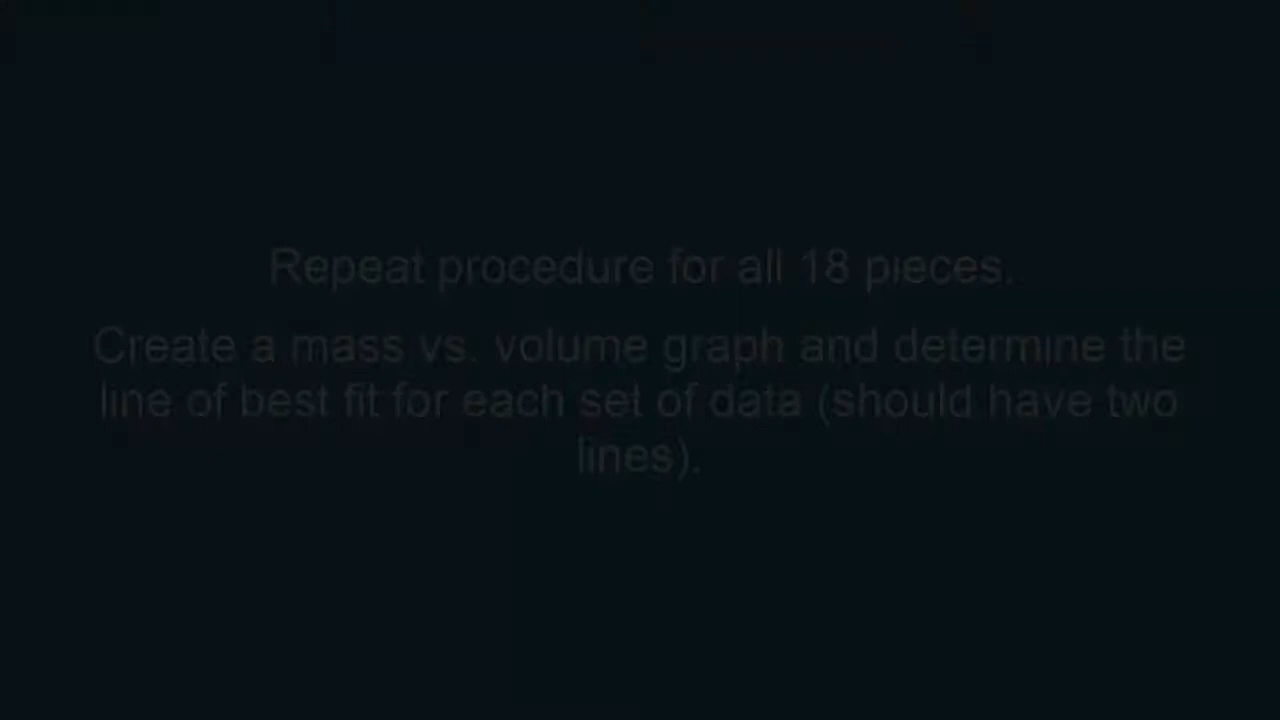 Repeat procedure for all 18 pieces.
Create a mass vs. volume graph and determine the
line of best fit for each set of data (should have two
lines).